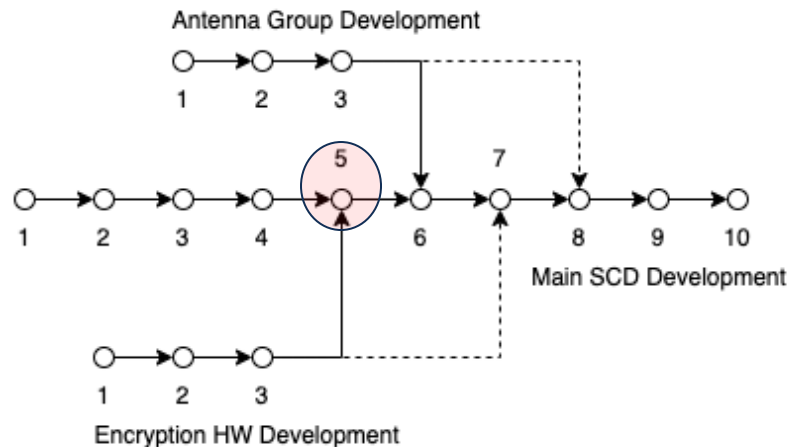 Antenna Group Development
1 2 3
5 7
1 2 3 4 6 8 9 10
Main SCD Development
1 2 3
Encryption HW Development